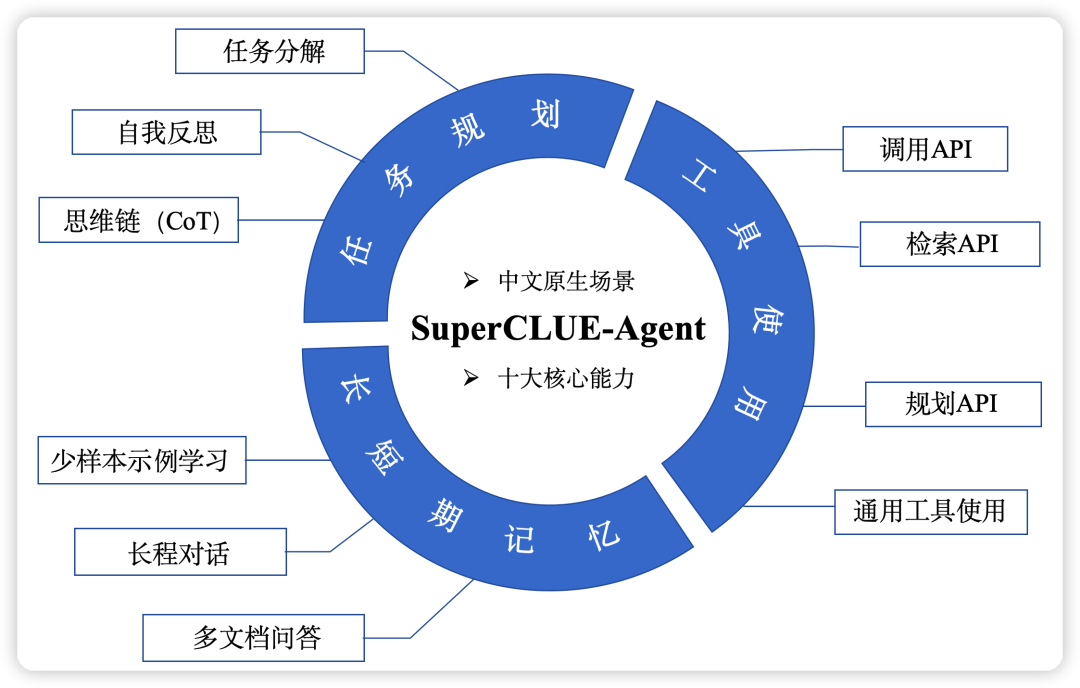 任务分解
自我反思
思维链（CoT）
任务规划
工具使用
调用API
检索API
规划API
通用工具使用
➢ 中文原生场景
SuperCLUE-Agent
➢ 十大核心能力
长短期记忆
少样本示例学习
长程对话
多文档问答